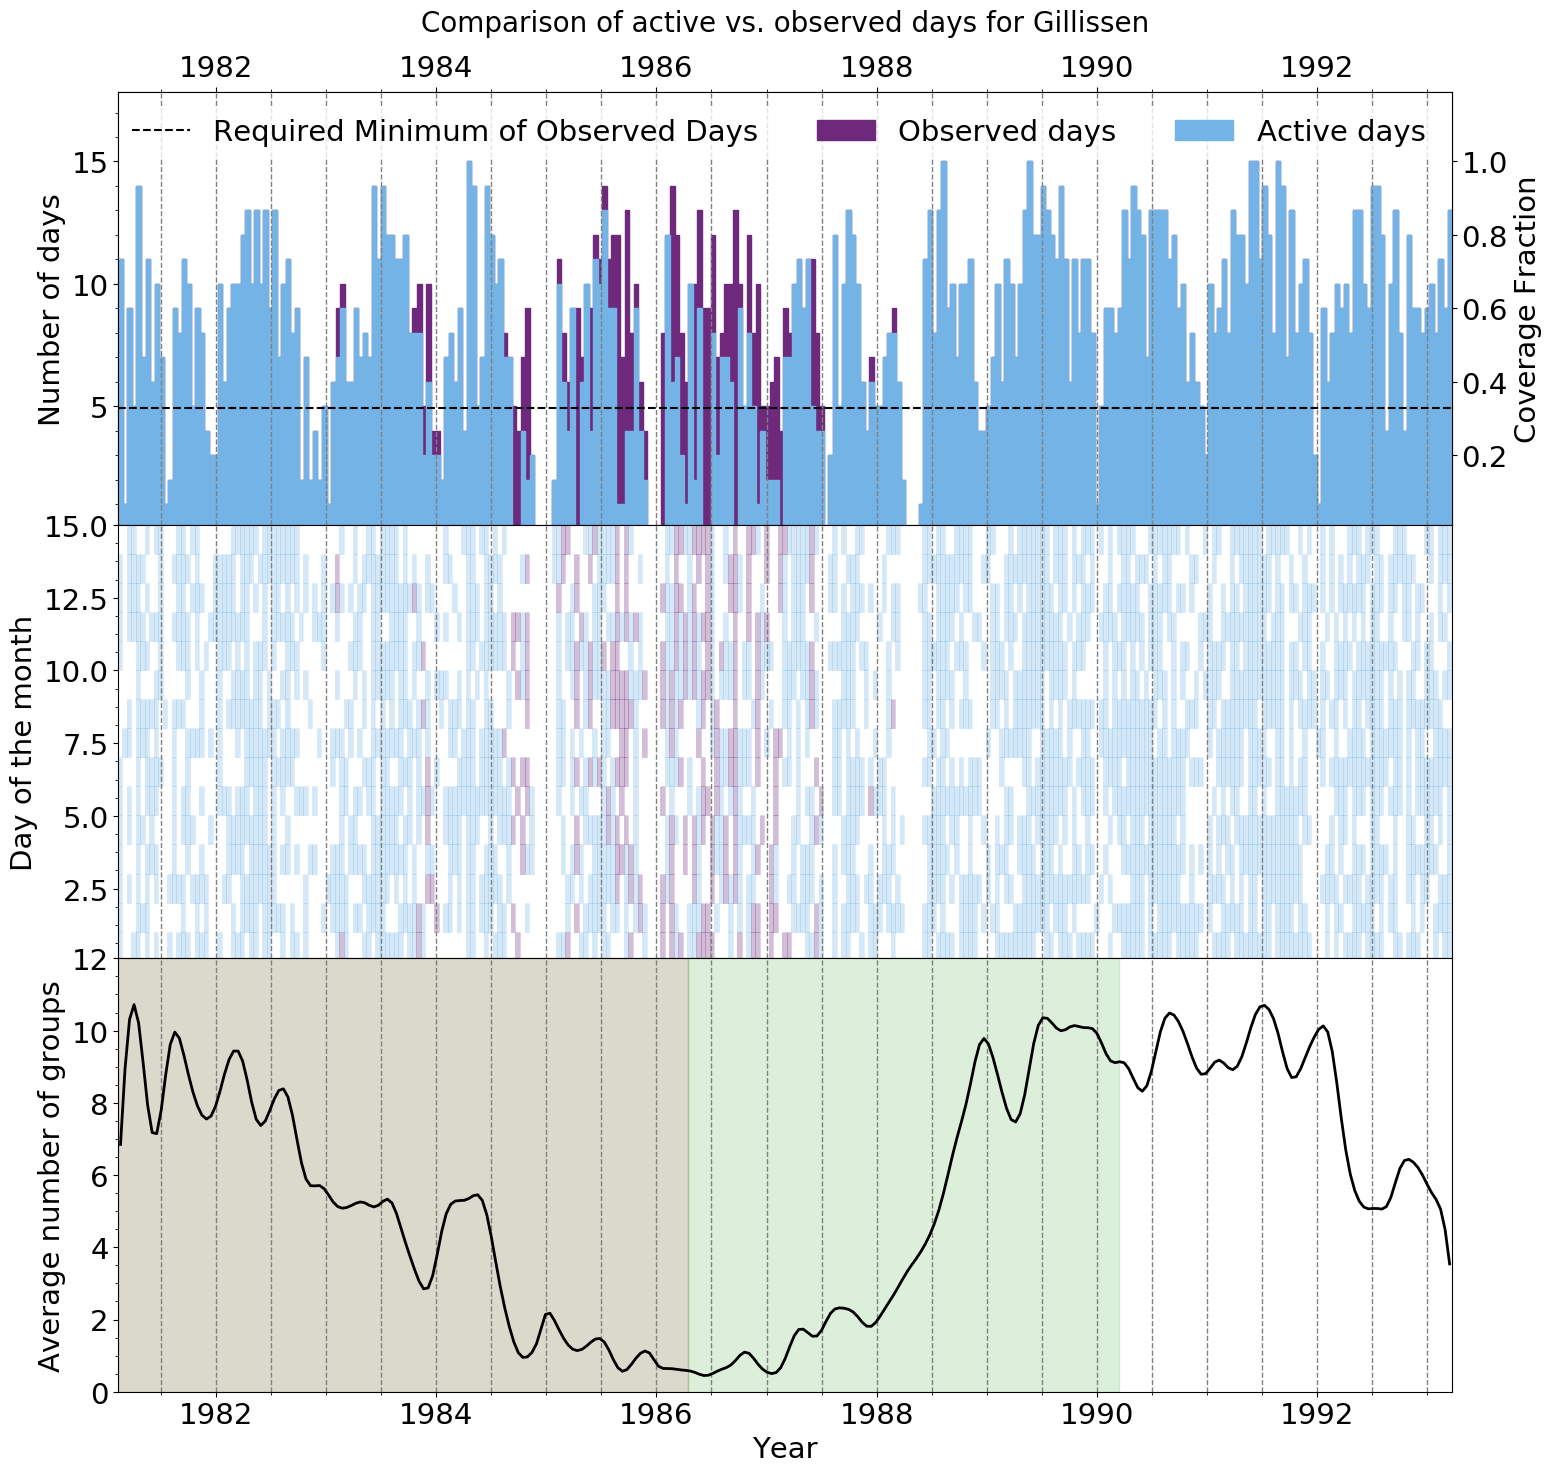 Comparison of active vs. observed days for Gillissen
1982 1984 1986 1988 1990 1992
Required Minimum of Observed Days Observed days Active days
Number of days
15
10
5
Coverage Fraction
1.0
0.8
0.6
0.4
0.2
Day of the month
15.0
12.5
10.0
7.5
5.0
2.5
Average number of groups
12
10
8
6
4
2
0
1982 1984 1986 1988 1990 1992
Year